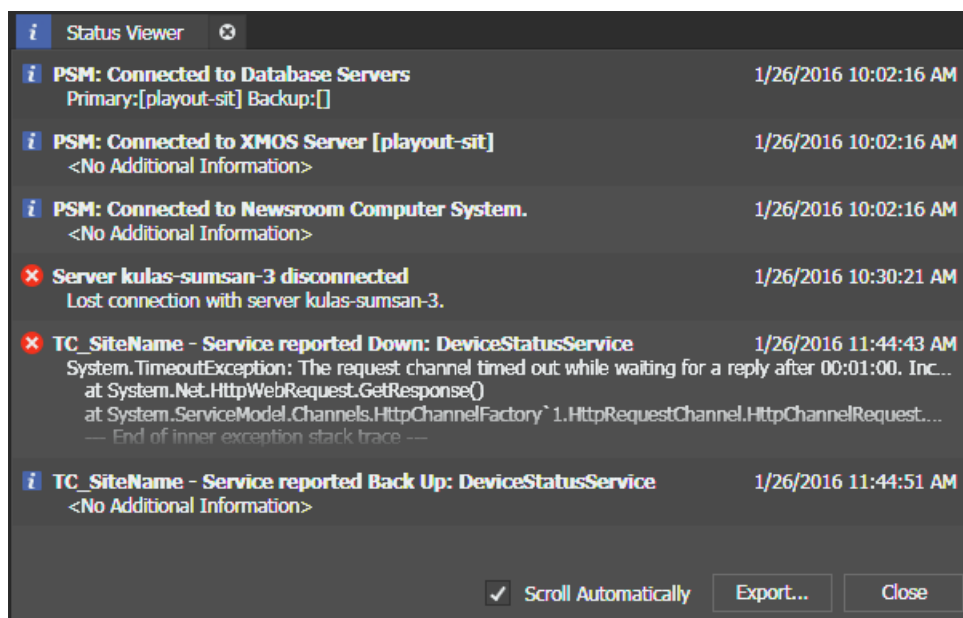 i Status Viewer
i PSM: Connected to Database Servers 1/26/2016 10:02:16 AM
Primary:[playout-sit] Backup:[]
i PSM: Connected to XMOS Server [playout-sit] 1/26/2016 10:02:16 AM
<No Additional Information>
i PSM: Connected to Newsroom Computer System. 1/26/2016 10:02:16 AM
<No Additional Information>
Server kulas-sumsan-3 disconnected 1/26/2016 10:30:21 AM
Lost connection with server kulas-sumsan-3.
TC_SiteName - Service reported Down: DeviceStatusService 1/26/2016 11:44:43 AM
System.TimeoutException: The request channel timed out while waiting for a reply after 00:01:00. Inc...
at System.Net.HttpWebRequest.GetResponse()
at System.ServiceModel.Channels.HttpChannelFactory`1.HttpRequestChannel.HttpChannelRequest....
--- End of inner exception stack trace ---
i TC_SiteName - Service reported Back Up: DeviceStatusService 1/26/2016 11:44:51 AM
<No Additional Information>
Scroll Automatically Export... Close